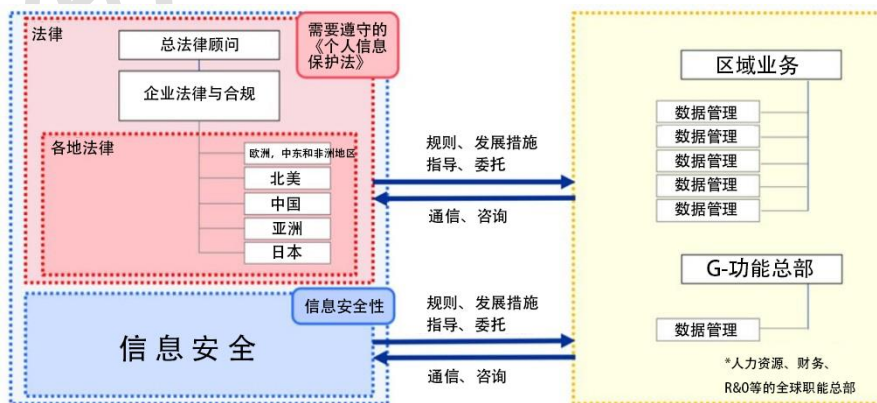 法律
总法律顾问
需要遵守的
《个人信息
保护法》
企业法律与合规
各地法律
欧洲，中东和非洲地区
北美
中国
亚洲
日本
信息安全性
信息安全
规则、发展措施
指导、委托
通信、咨询
规则、发展措施
指导、委托
通信、咨询
区域业务
数据管理
数据管理
数据管理
数据管理
数据管理
G-功能总部
数据管理
*人力资源、财务、
R&O等的全球职能总部